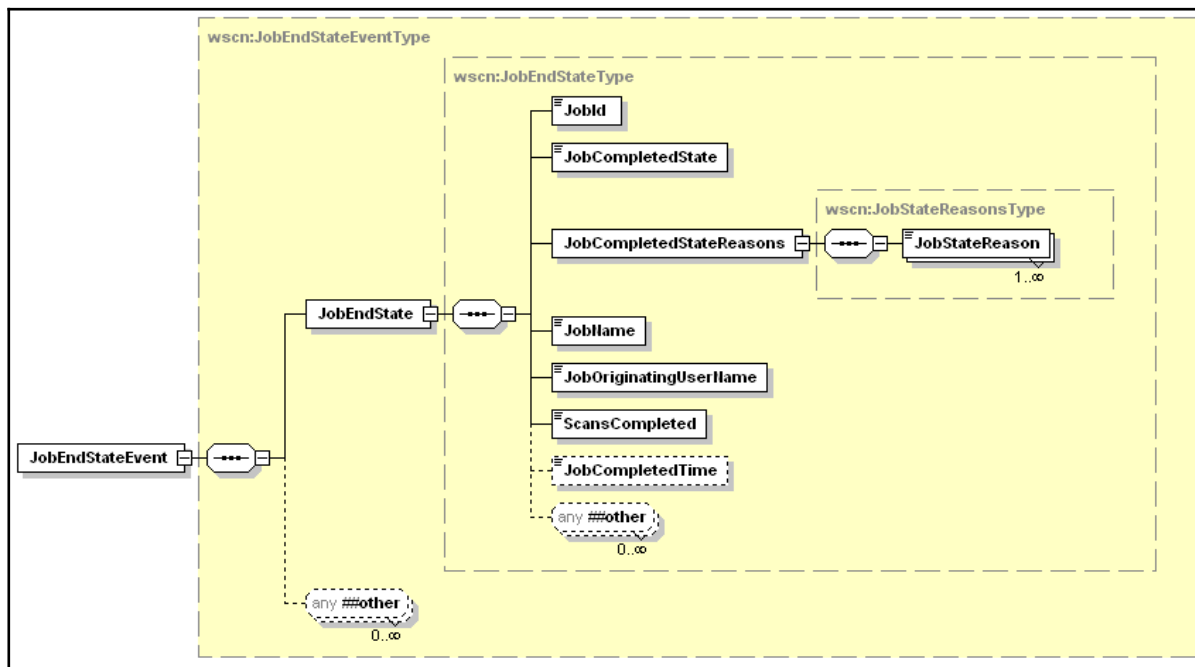 wscn:JobEndStateEventType
wscn:JobEndStateType
JobId
JobCompletedState
wscn:JobStateReasonsType
JobCompletedStateReasons
JobStateReason
1..∞
JobEndState
JobName
JobOriginatingUserName
ScansCompleted
JobEndStateEvent
JobCompletedTime
any ##other
0..∞
any ##other
0..∞